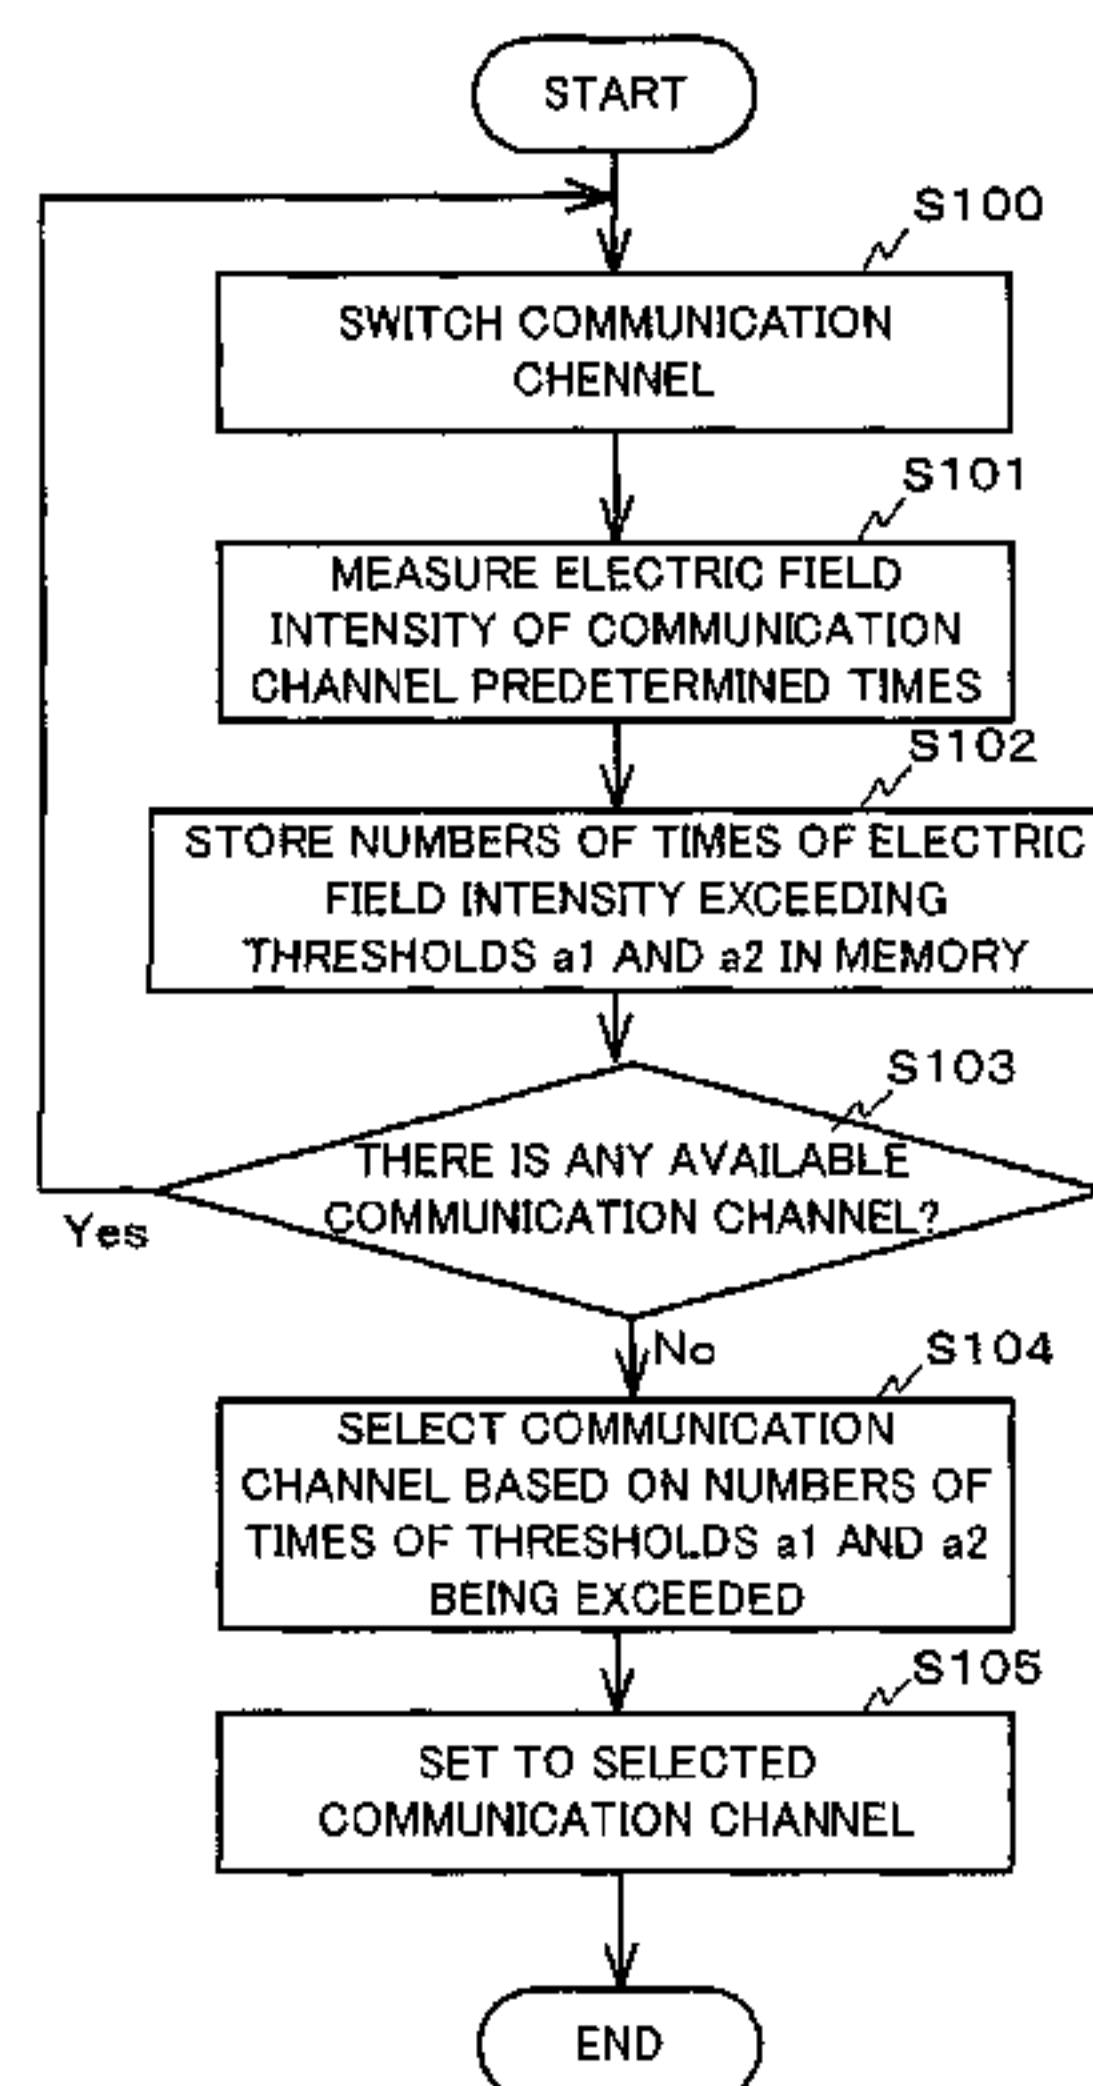 START
S100
SWITCH COMMUNICATION
CHENNEL
S101
MEASURE ELECTRIC FIELD
INTENSITY OF COMMUNICATION
CHANNEL PREDETERMINED TIMES
S102
STORE NUMBERS OF TIMES OF ELECTRIC
FIELD INTENSITY EXCEEDING
THRESHOLDS a1 AND a2 IN MEMORY
S103
THERE IS ANY AVAILABLE
COMMUNICATION CHANNEL?
Yes
No
S104
SELECT COMMUNICATION
CHANNEL BASED ON NUMBERS OF
TIMES OF THRESHOLDS a1 AND a2
BEING EXCEEDED
S105
SET TO SELECTED
COMMUNICATION CHANNEL
END